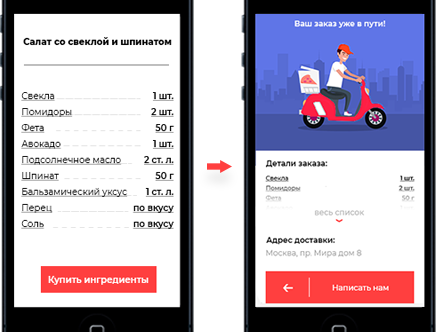 Салат со свеклой и шпинатом
Свекла 1 шт.
Помидоры 2 шт.
Фета 50 г
Авокадо 1 шт.
Подсолнечное масло 2 ст. л.
Шпинат 50 г
Бальзамический уксус 1 ст. л.
Перец по вкусу
Соль по вкусу
Купить ингредиенты
Ваш заказ уже в пути!
Детали заказа:
Свекла 1 шт.
Помидоры 2 шт.
Фета 50 г
весь список
Адрес доставки:
Москва, пр. Мира дом 8
Написать нам